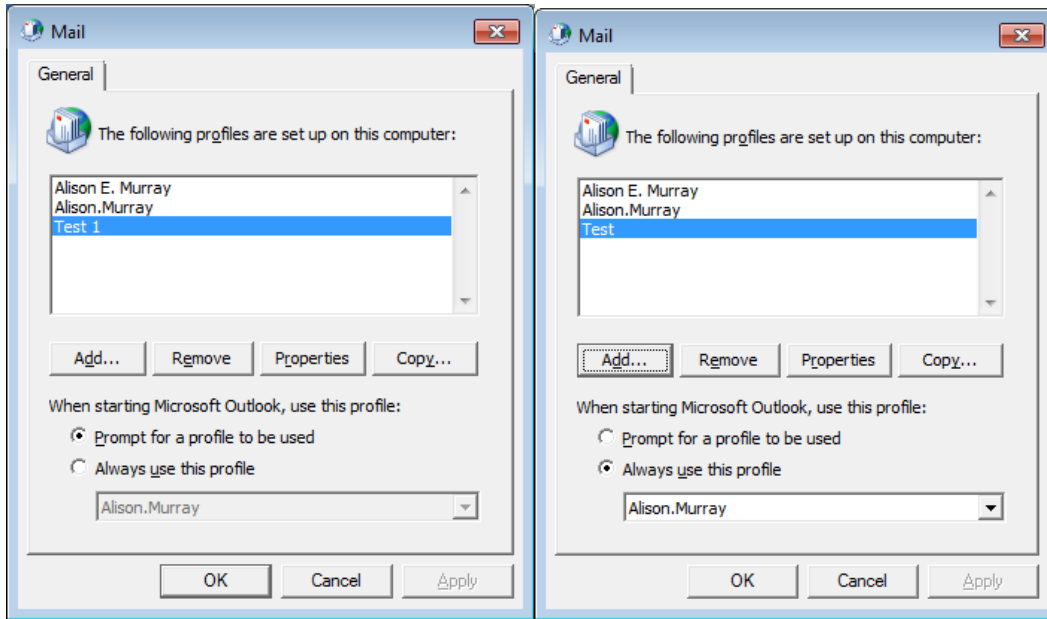 Mail
General
The following profiles are set up on this computer:
Alison E. Murray
Alison.Murray
Test 1
Add...
Remove
Properties
Copy...
When starting Microsoft Outlook, use this profile:
Prompt for a profile to be used
Always use this profile
Alison.Murray
OK
Cancel
Apply
Mail
General
The following profiles are set up on this computer:
Alison E. Murray
Alison.Murray
Test
Add...
Remove
Properties
Copy...
When starting Microsoft Outlook, use this profile:
Prompt for a profile to be used
Always use this profile
Alison.Murray
OK
Cancel
Apply